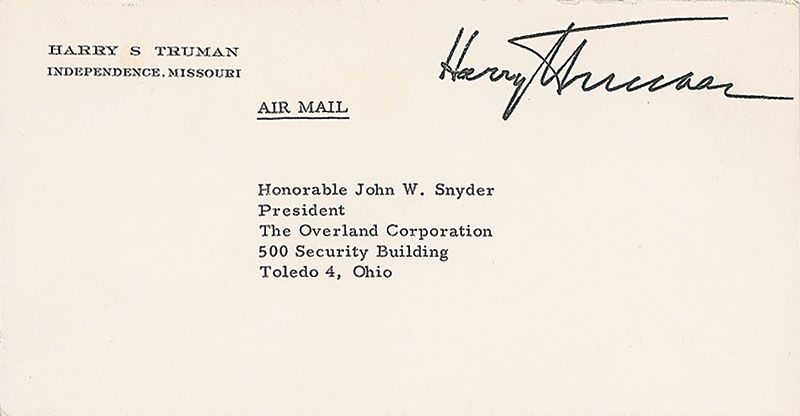 HARRY S TRUMAN
INDEPENDENCE, MISSOURI
Harry S Truman
AIR MAIL
Honorable John W. Snyder
President
The Overland Corporation
500 Security Building
Toledo 4, Ohio